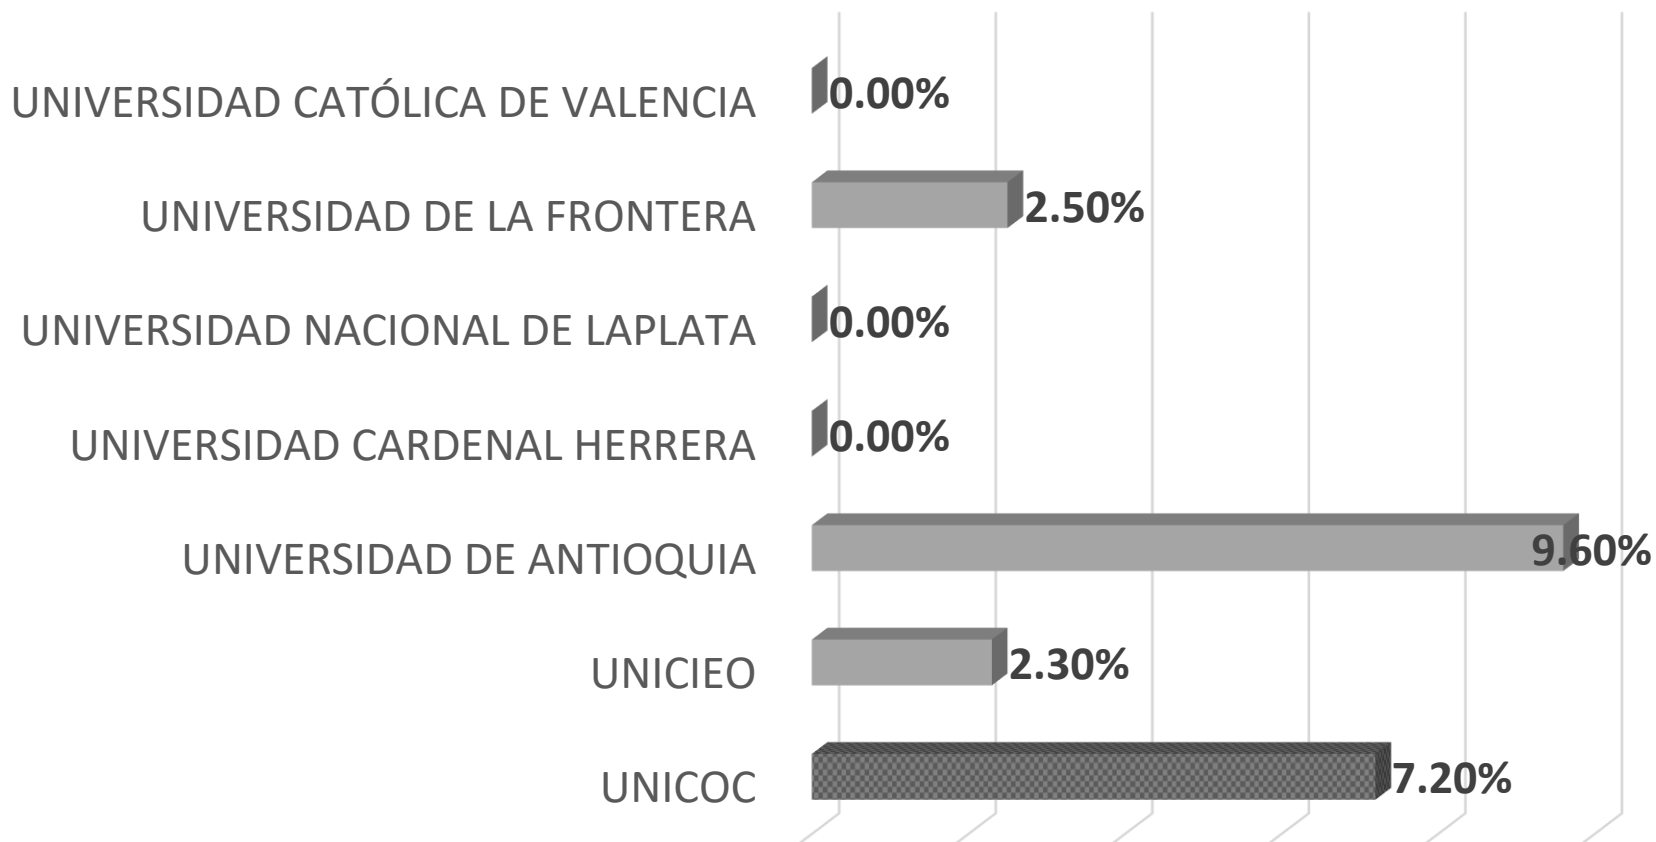 UNIVERSIDAD CATÓLICA DE VALENCIA 0.00%
UNIVERSIDAD DE LA FRONTERA 2.50%
UNIVERSIDAD NACIONAL DE LAPLATA 0.00%
UNIVERSIDAD CARDENAL HERRERA 0.00%
UNIVERSIDAD DE ANTIOQUIA 9.60%
UNICIEO 2.30%
UNICOC 7.20%